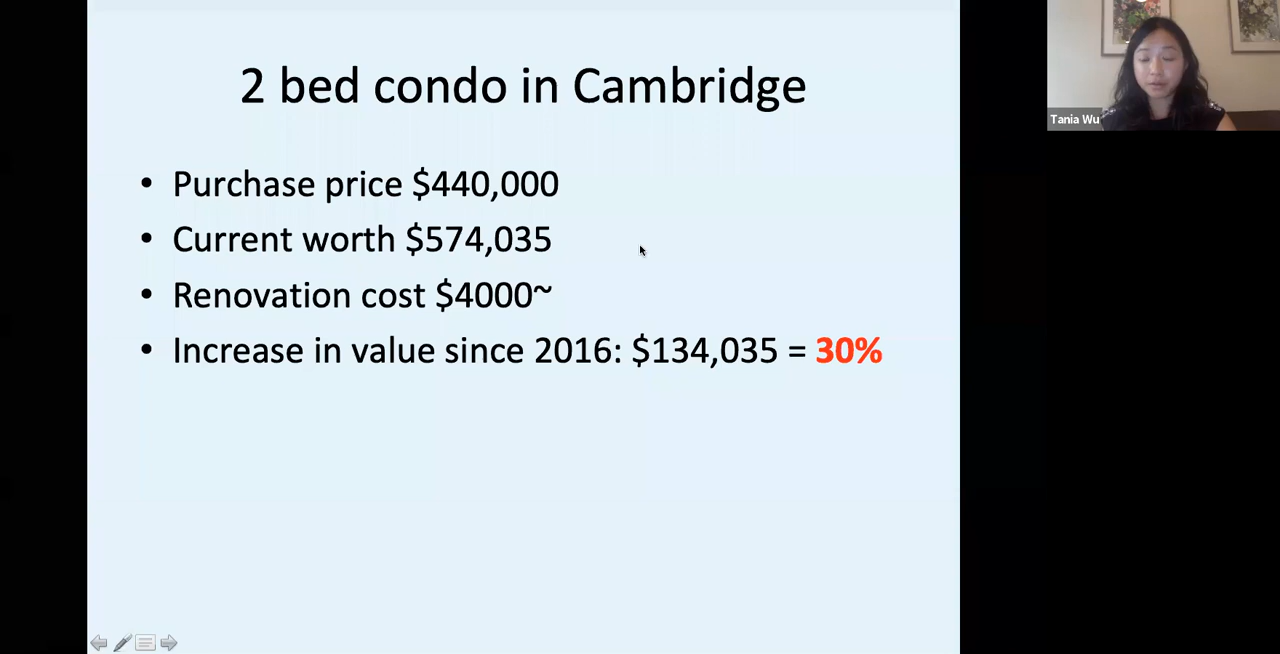 2 bed condo in Cambridge
• Purchase price $440,000
• Current worth $574,035
• Renovation cost $4000~
• Increase in value since 2016: $134,035 = 30%
Tania Wu